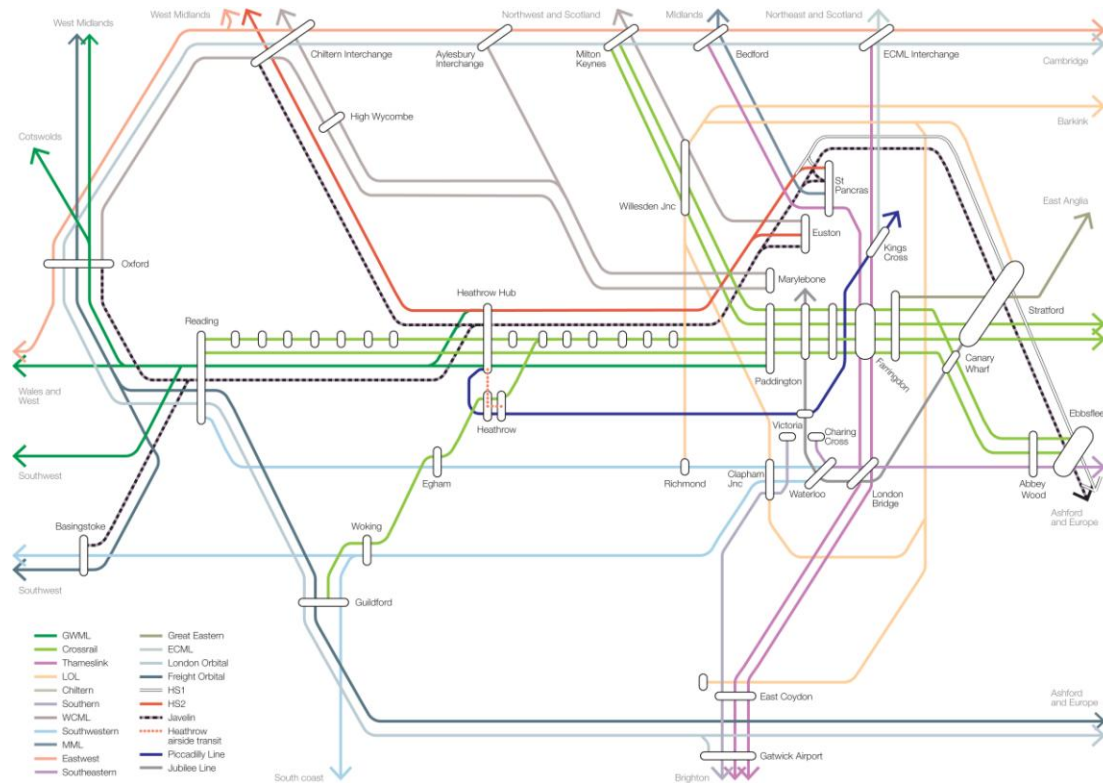 West Midlands
Northwest and Scotland
Midlands
Northeast and Scotland
West Midlands
Chiltern Interchange
Aylesbury
Interchange
Milton
Keynes
Bedford
ECML Interchange
Cambridge
High Wycombe
Barkink
Cotswolds
St
Pancras
Willesden Jnc
East Anglia
Euston
Kings
Cross
Oxford
Marylebone
Heathrow Hub
Stratford
Reading
Wales and
West
Paddington
Farringdon
Canary
Wharf
Heathrow
Victoria
Charing
Cross
Ebbsfleet
Southwest
Egham
Richmond
Clapham
Jnc
Waterloo
London
Bridge
Abbey
Wood
Ashford
and Europe
Basingstoke
Woking
Southwest
Guildford
GWML
Crossrail
Thameslink
LOL
Chiltern
Southern
WCML
Southwestern
MML
Eastwest
Southeastern
Great Eastern
ECML
London Orbital
Freight Orbital
HS1
HS2
Javelin
Heathrow
airside transit
Piccadilly Line
Jubilee Line
East Coydon
Ashford
and Europe
Gatwick Airport
South coast
Brighton